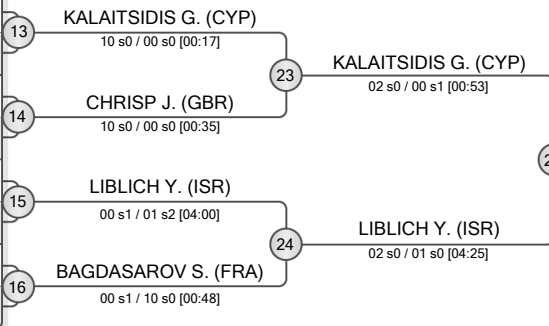 13
KALAITSIDIS G. (CYP)
10 s0 / 00 s0 [00:17]
23
KALAITSIDIS G. (CYP)
02 s0 / 00 s1 [00:53]
14
CHRISP J. (GBR)
10 s0 / 00 s0 [00:35]
15
LIBLICH Y. (ISR)
00 s1 / 01 s2 [04:00]
24
LIBLICH Y. (ISR)
02 s0 / 01 s0 [04:25]
16
BAGDASAROV S. (FRA)
00 s1 / 10 s0 [00:48]